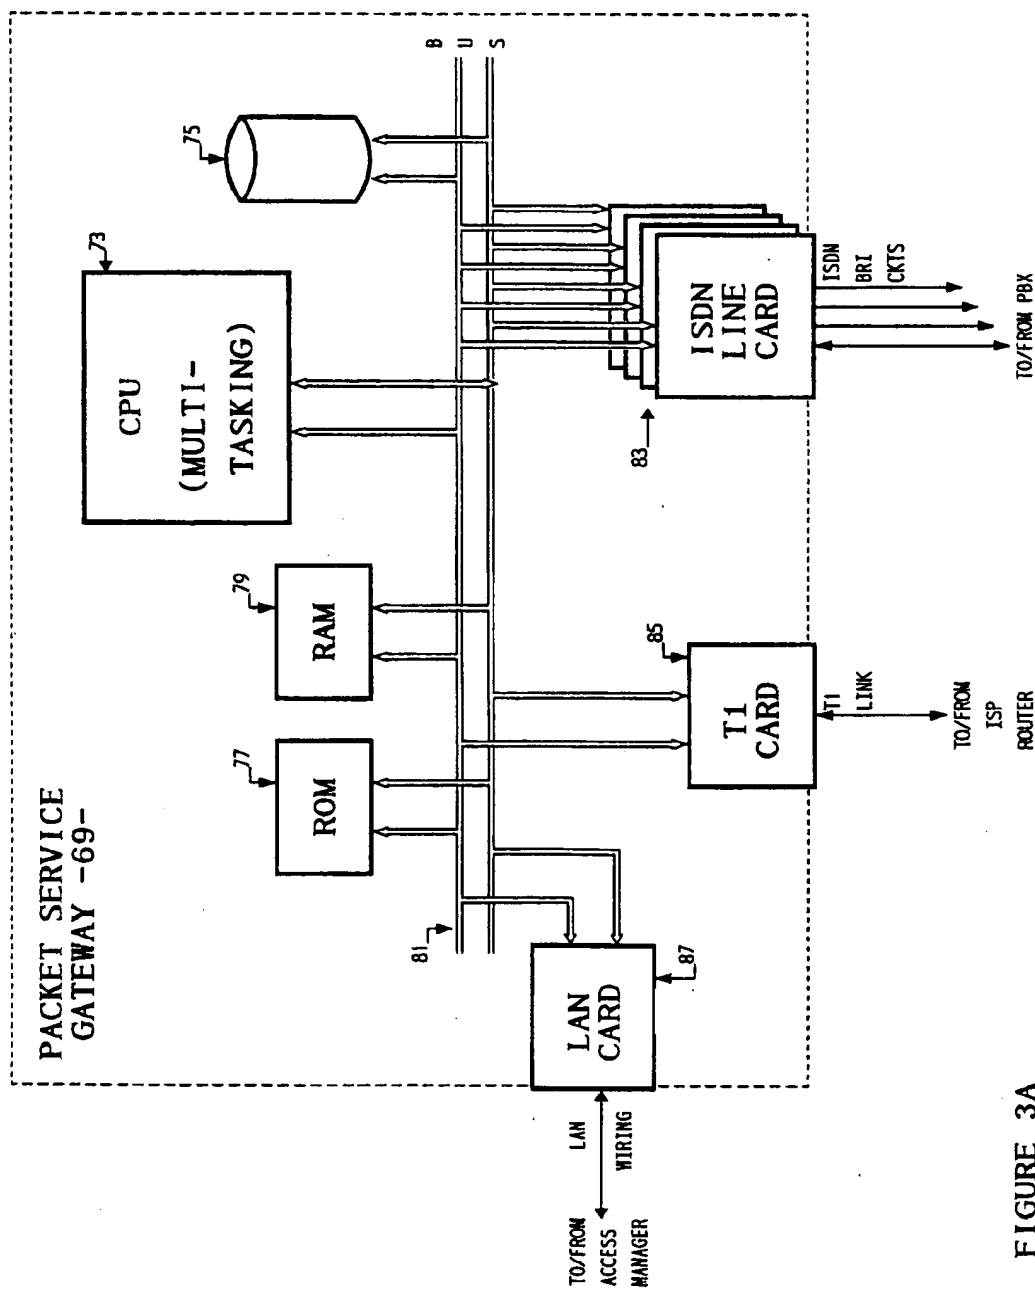 PACKET SERVICE
GATEWAY -69-
77
ROM
79
RAM
73
CPU
(MULTI-
TASKING)
75
81
B
U
S
87
LAN
CARD
LAN
WIRING
TO/FROM
ACCESS
MANAGER
85
T1
CARD
T1
LINK
TO/FROM
ISP
ROUTER
83
ISDN
LINE
CARD
ISDN
BRI
CKTS
TO/FROM PBX
FIGURE 3A